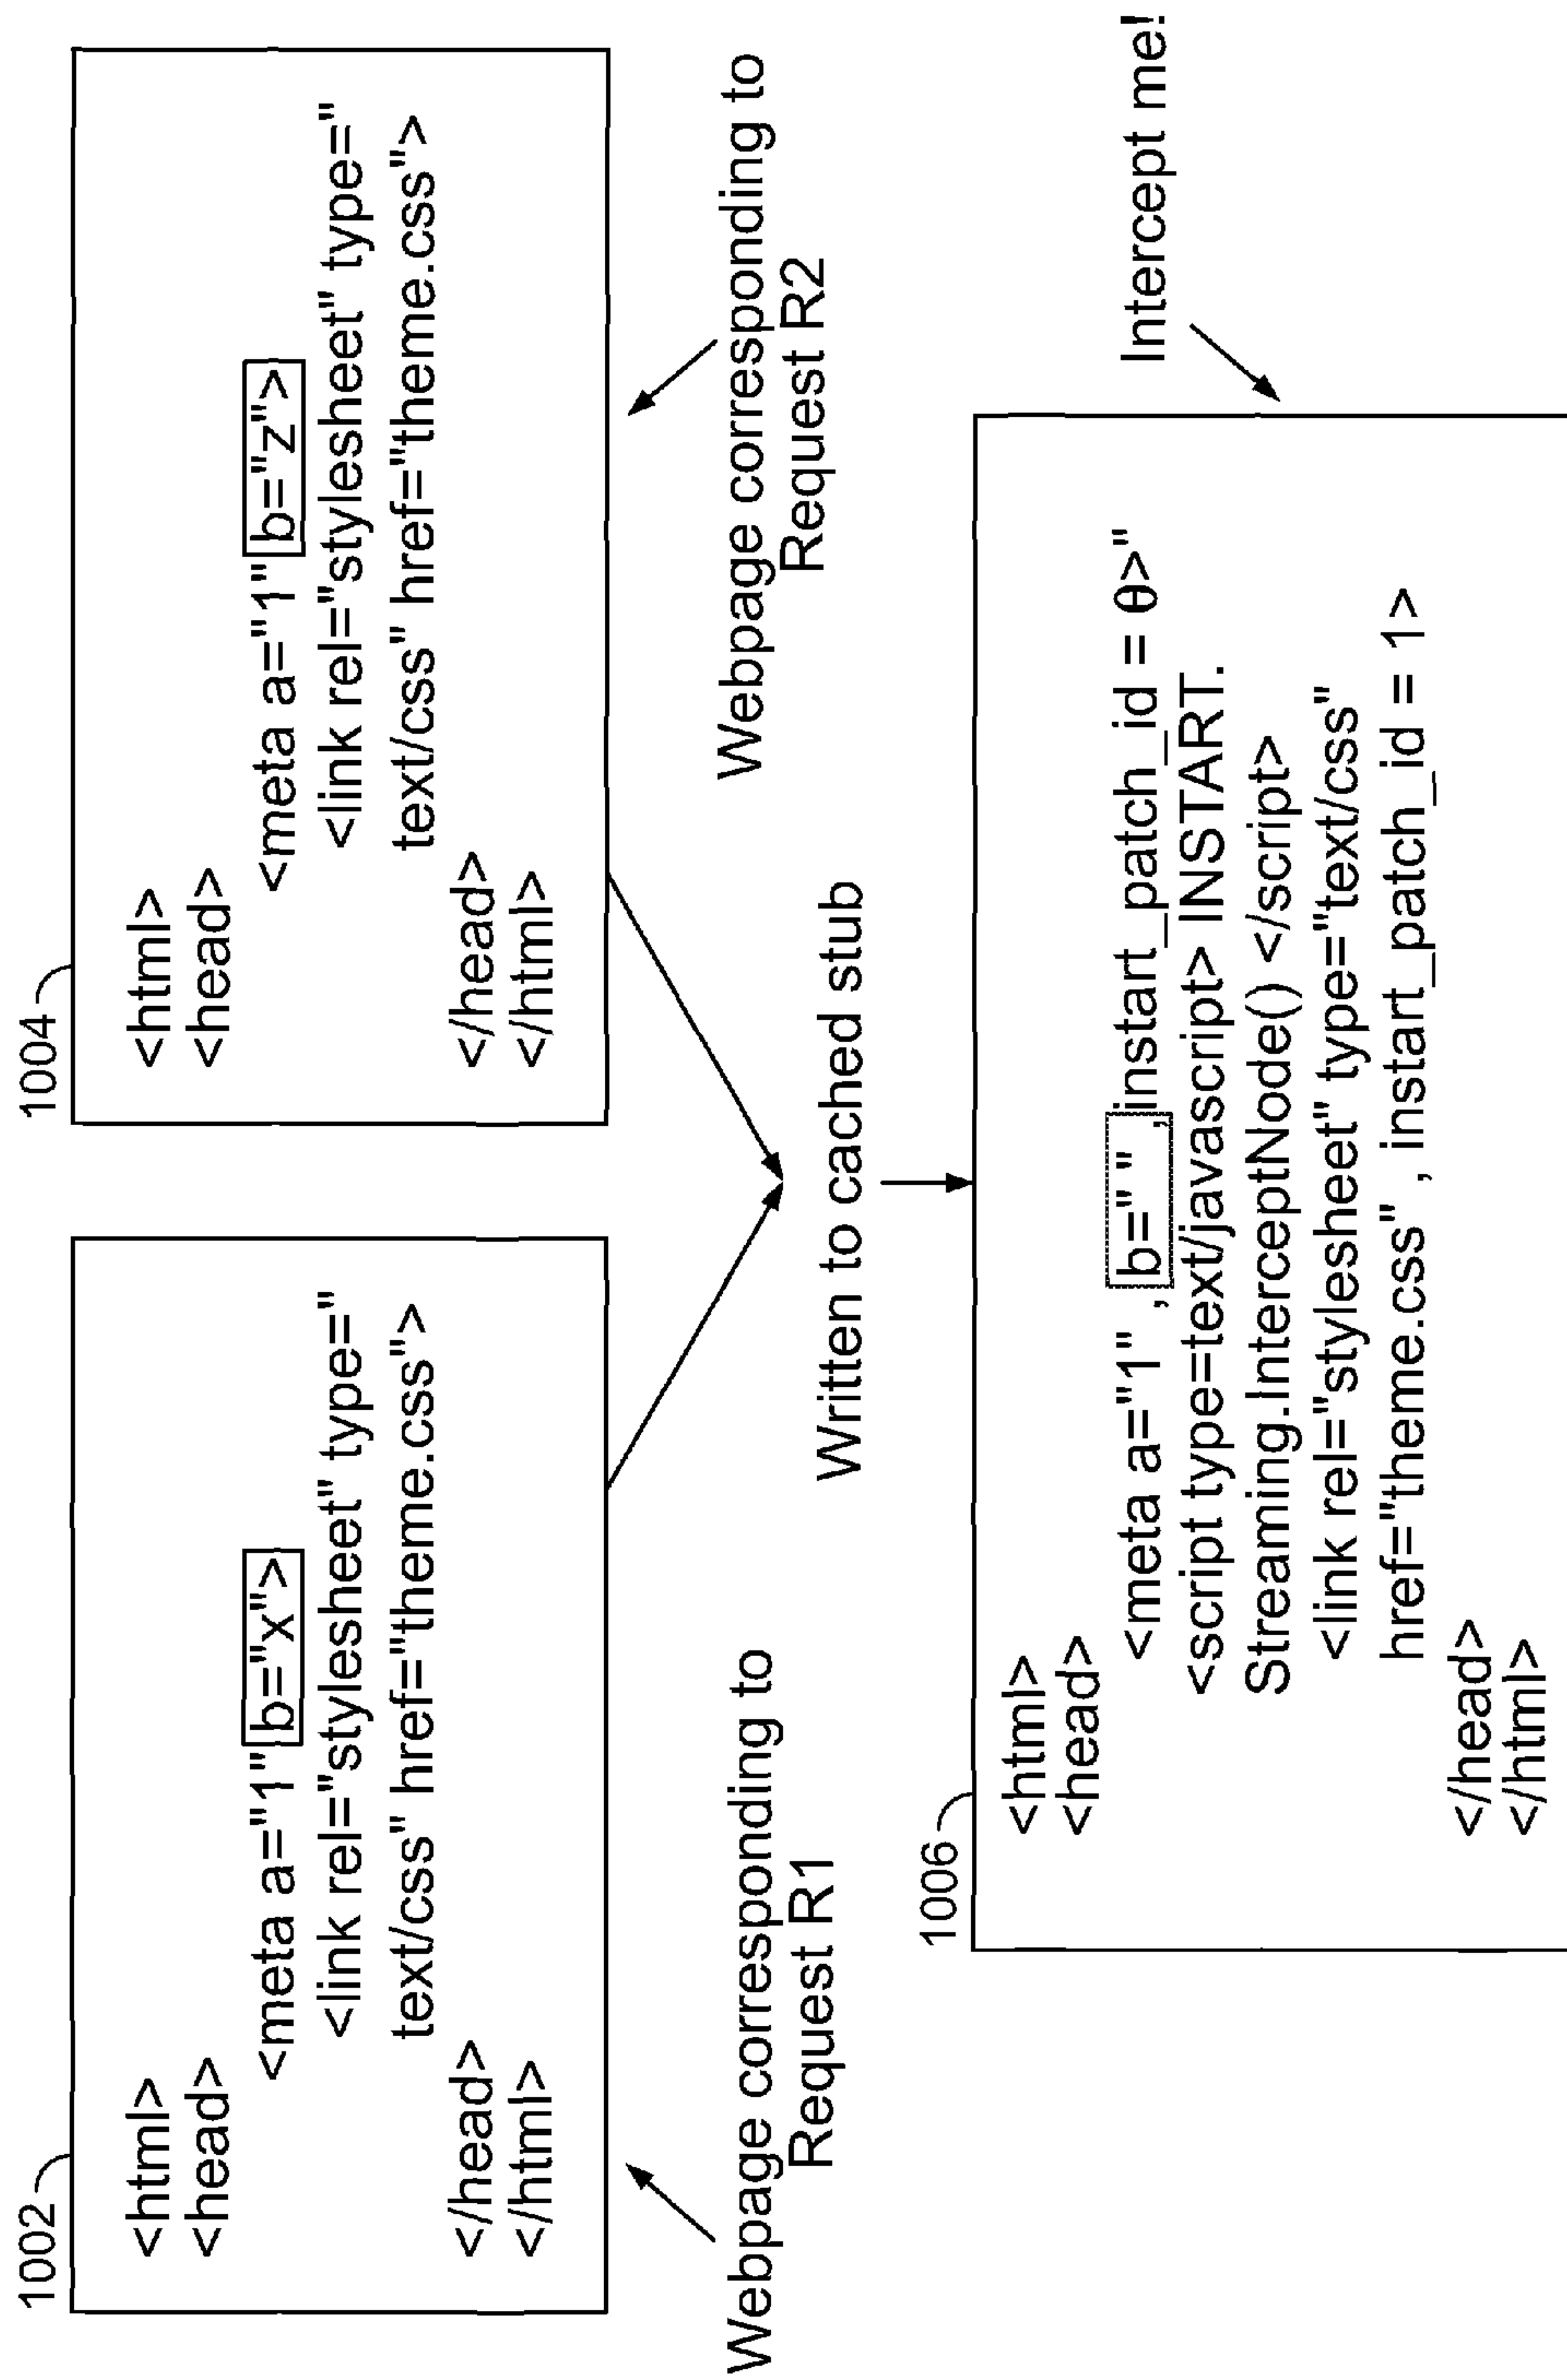 1002
<html>
<head>
<meta a="1" b="x">
<link rel="stylesheet" type="
text/css" href="theme.css">
</head>
</html>
Webpage corresponding to
Request R1
1004
<html>
<head>
<meta a="1" b="z">
<link rel="stylesheet" type="
text/css" href="theme.css">
</head>
</html>
Webpage corresponding to
Request R2
Written to cached stub
1006
<html>
<head>
<meta a="1" , b=" " ,instart_patch_id = 0>"
<script type=text/javascript> INSTART.
Streaming.InterceptNode() </script>
<link rel="stylesheet" type="text/css"
href="theme.css" , instart_patch_id = 1>
</head>
</html>
Intercept me!